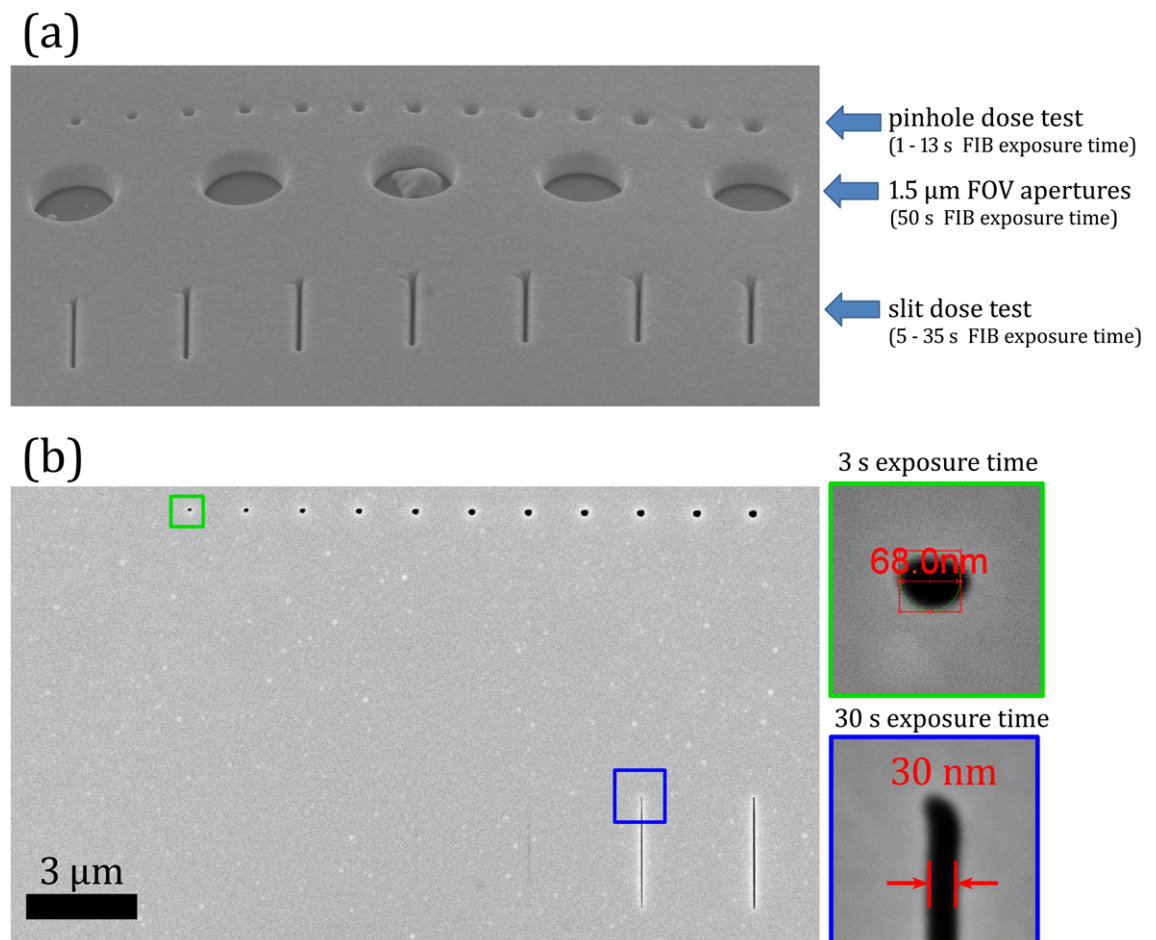 (a)
pinhole dose test
(1 - 13 s FIB exposure time)
1.5 μm FOV apertures
(50 s FIB exposure time)
slit dose test
(5 - 35 s FIB exposure time)
(b)
3 s exposure time
68.0nm
30 s exposure time
30 nm
3 μm